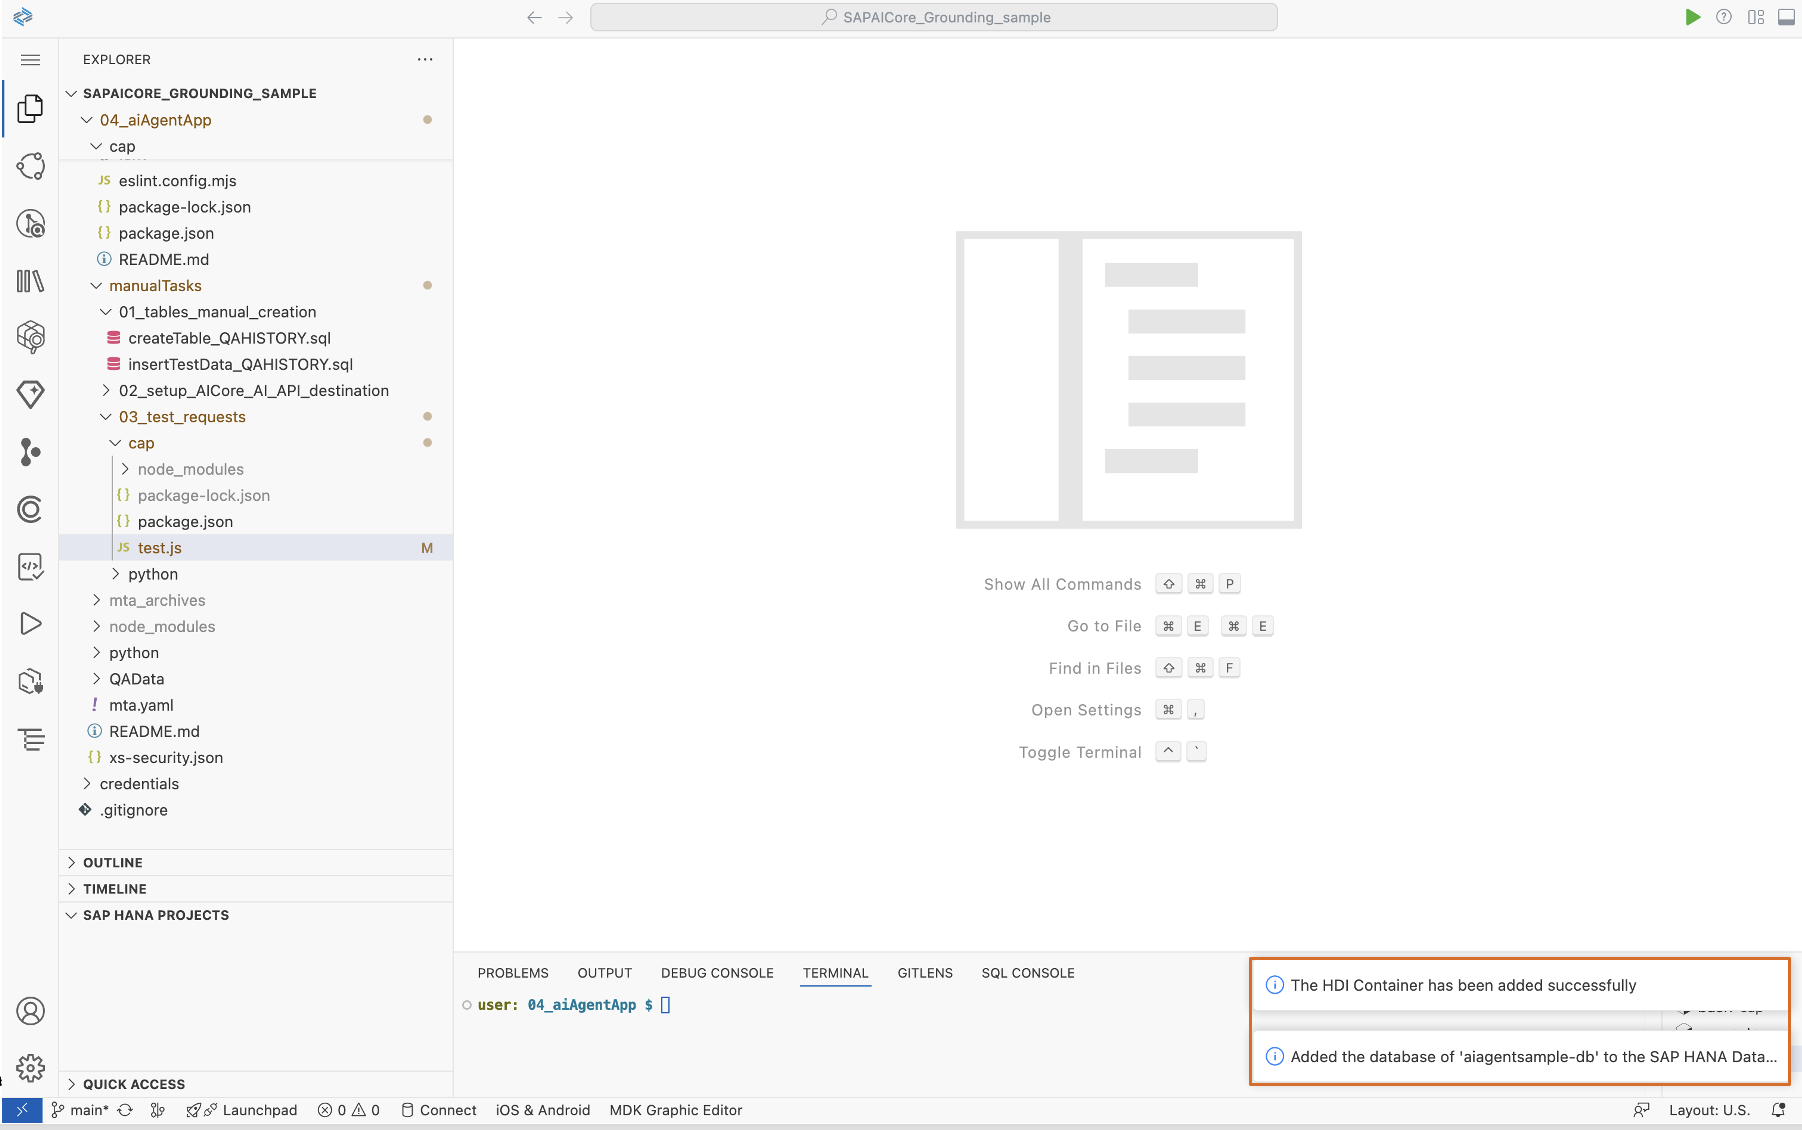 SAPAICore_Grounding_sample
EXPLORER
SAPAICORE_GROUNDING_SAMPLE
04_aiAgentApp
cap
JS eslint.config.mjs
{} package-lock.json
{} package.json
README.md
manualTasks
01_tables_manual_creation
createTable_QAHISTORY.sql
insertTestData_QAHISTORY.sql
02_setup_AICore_AI_API_destination
03_test_requests
cap
node_modules
{} package-lock.json
{} package.json
JS test.js M
python
mta_archives
node_modules
python
QAData
! mta.yaml
README.md
{} xs-security.json
credentials
.gitignore
OUTLINE
TIMELINE
SAP HANA PROJECTS
QUICK ACCESS
Show All Commands ⇧ ⌘ P
Go to File ⌘ E ⌘ E
Find in Files ⇧ ⌘ F
Open Settings ⌘ ,
Toggle Terminal ^ `
PROBLEMS OUTPUT DEBUG CONSOLE TERMINAL GITLENS SQL CONSOLE
user: 04_aiAgentApp $
The HDI Container has been added successfully
Added the database of 'aiagentsample-db' to the SAP HANA Data...
main* Launchpad 0 0 Connect iOS & Android MDK Graphic Editor Layout: U.S.